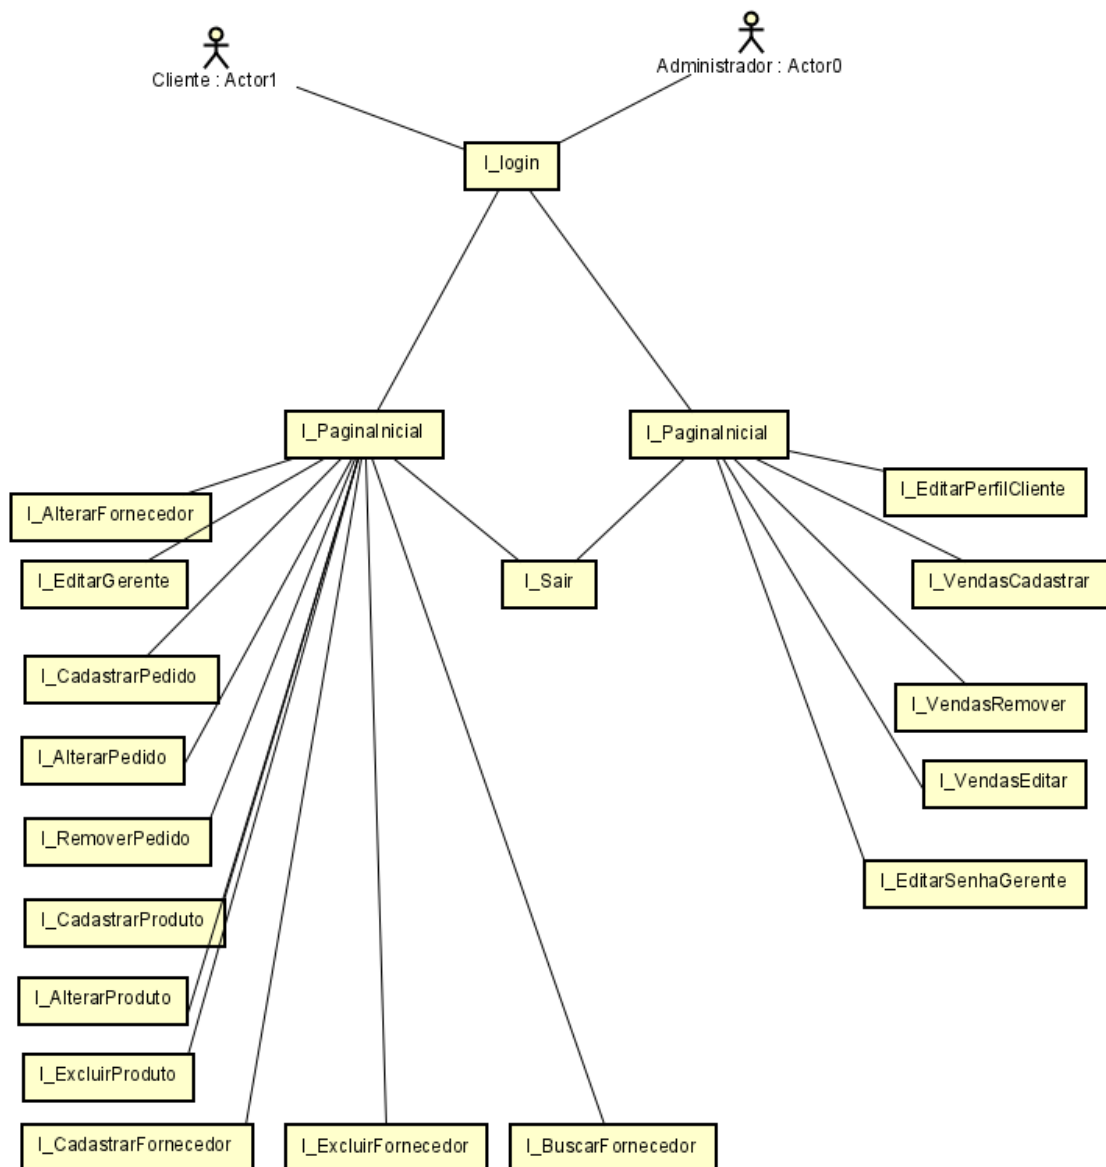 Cliente : Actor1
Administrador : Actor0
I_login
I_PaginaInicial
I_PaginaInicial
I_EditarPerfilCliente
I_AlterarFornecedor
I_EditarGerente
I_Sair
I_VendasCadastrar
I_CadastrarPedido
I_VendasRemover
I_AlterarPedido
I_VendasEditar
I_RemoverPedido
I_EditarSenhaGerente
I_CadastrarProduto
I_AlterarProduto
I_ExcluirProduto
I_CadastrarFornecedor
I_ExcluirFornecedor
I_BuscarFornecedor